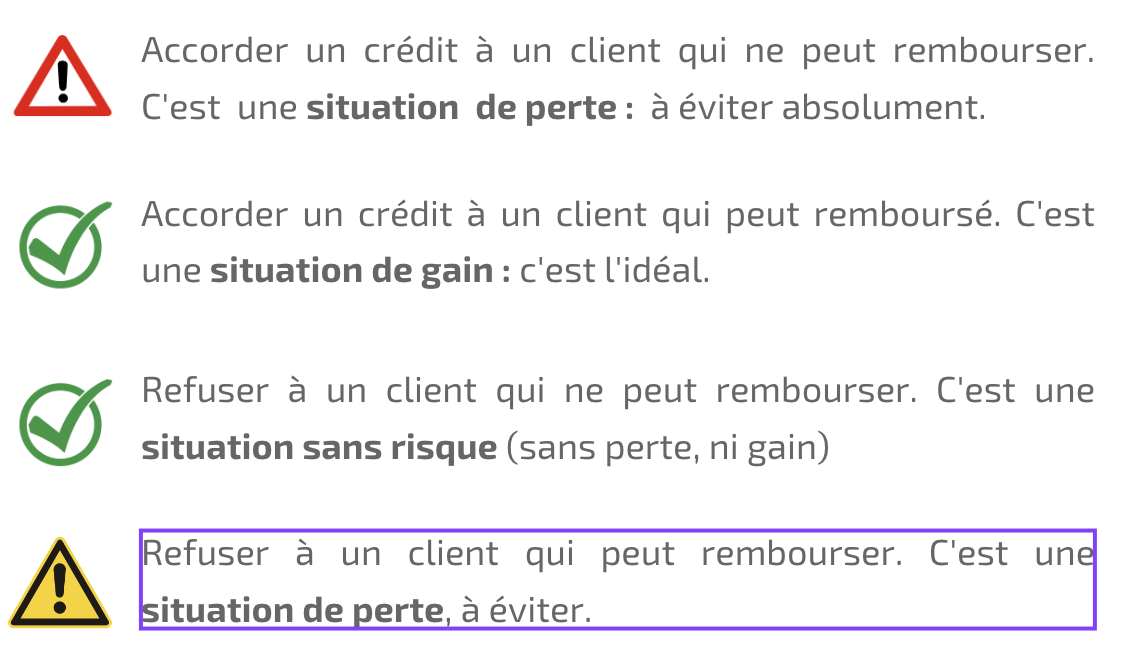 Accorder un crédit à un client qui ne peut rembourser.
C'est une situation de perte : à éviter absolument.
Accorder un crédit à un client qui peut remboursé. C'est
une situation de gain : c'est l'idéal.
Refuser à un client qui ne peut rembourser. C'est une
situation sans risque (sans perte, ni gain)
Refuser à un client qui peut rembourser. C'est une
situation de perte, à éviter.